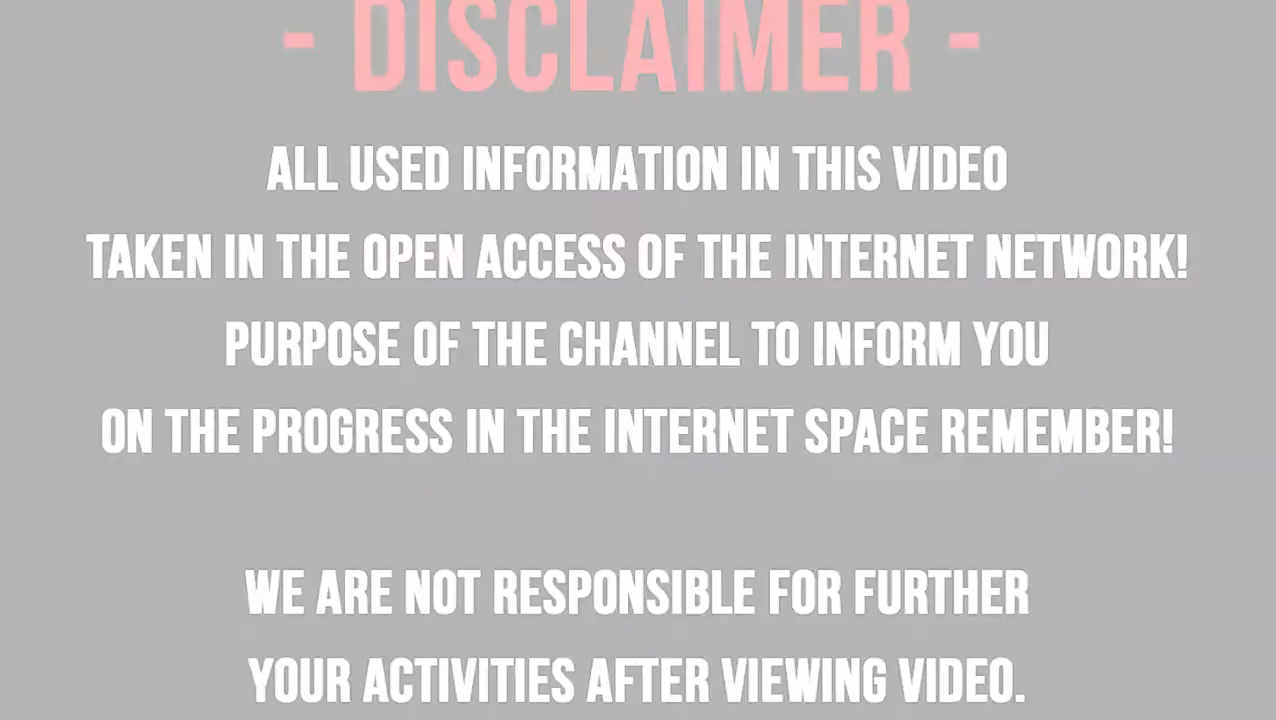 - DISCLAIMER -
ALL USED INFORMATION IN THIS VIDEO
TAKEN IN THE OPEN ACCESS OF THE INTERNET NETWORK!
PURPOSE OF THE CHANNEL TO INFORM YOU
ON THE PROGRESS IN THE INTERNET SPACE REMEMBER!
WE ARE NOT RESPONSIBLE FOR FURTHER
YOUR ACTIVITIES AFTER VIEWING VIDEO.